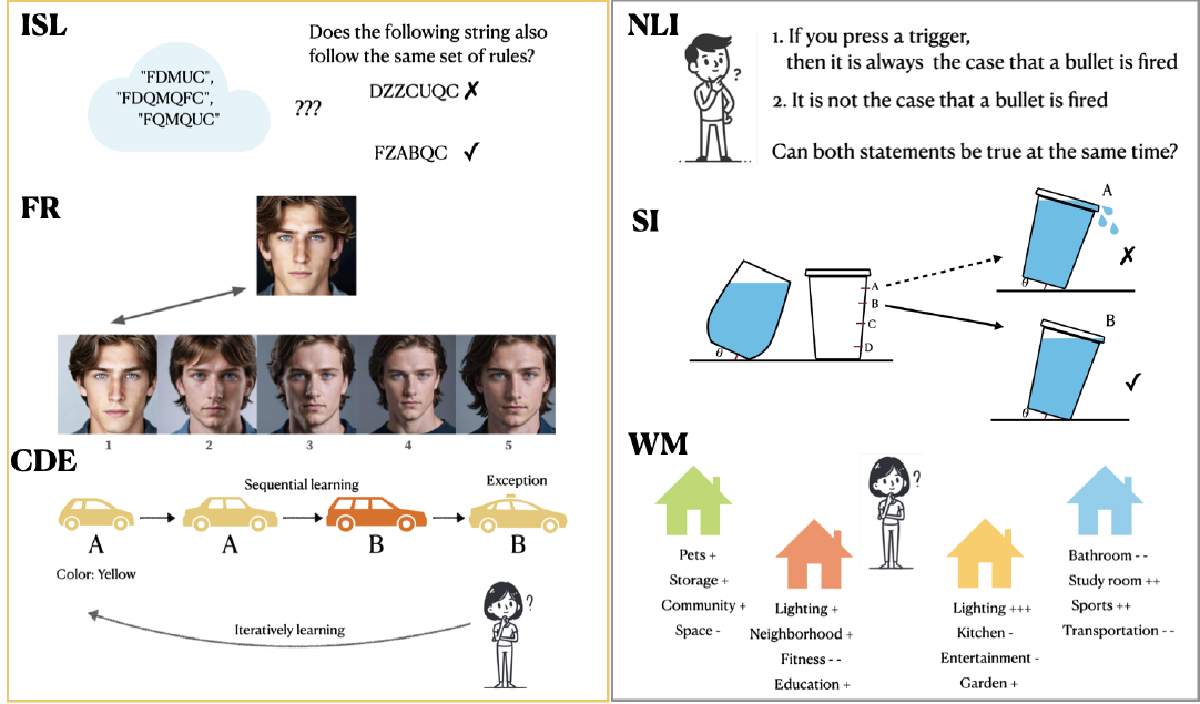 ISL
"FDMUC",
"FDQMQFC",
"FQMQUC"
???
Does the following string also
follow the same set of rules?
DZZCUQC ✗
FZABQC ✓
FR
1 2 3 4 5
CDE
Sequential learning
Exception
A A B B
Color: Yellow
Iteratively learning
?
NLI
?
1. If you press a trigger,
then it is always the case that a bullet is fired
2. It is not the case that a bullet is fired
Can both statements be true at the same time?
SI
θ
A
B
C
D
A
✗
θ
B
✓
θ
WM
?
Pets +
Storage +
Community +
Space -
Lighting +
Neighborhood +
Fitness - -
Education +
Lighting +++
Kitchen -
Entertainment -
Garden +
Bathroom - -
Study room ++
Sports ++
Transportation - -